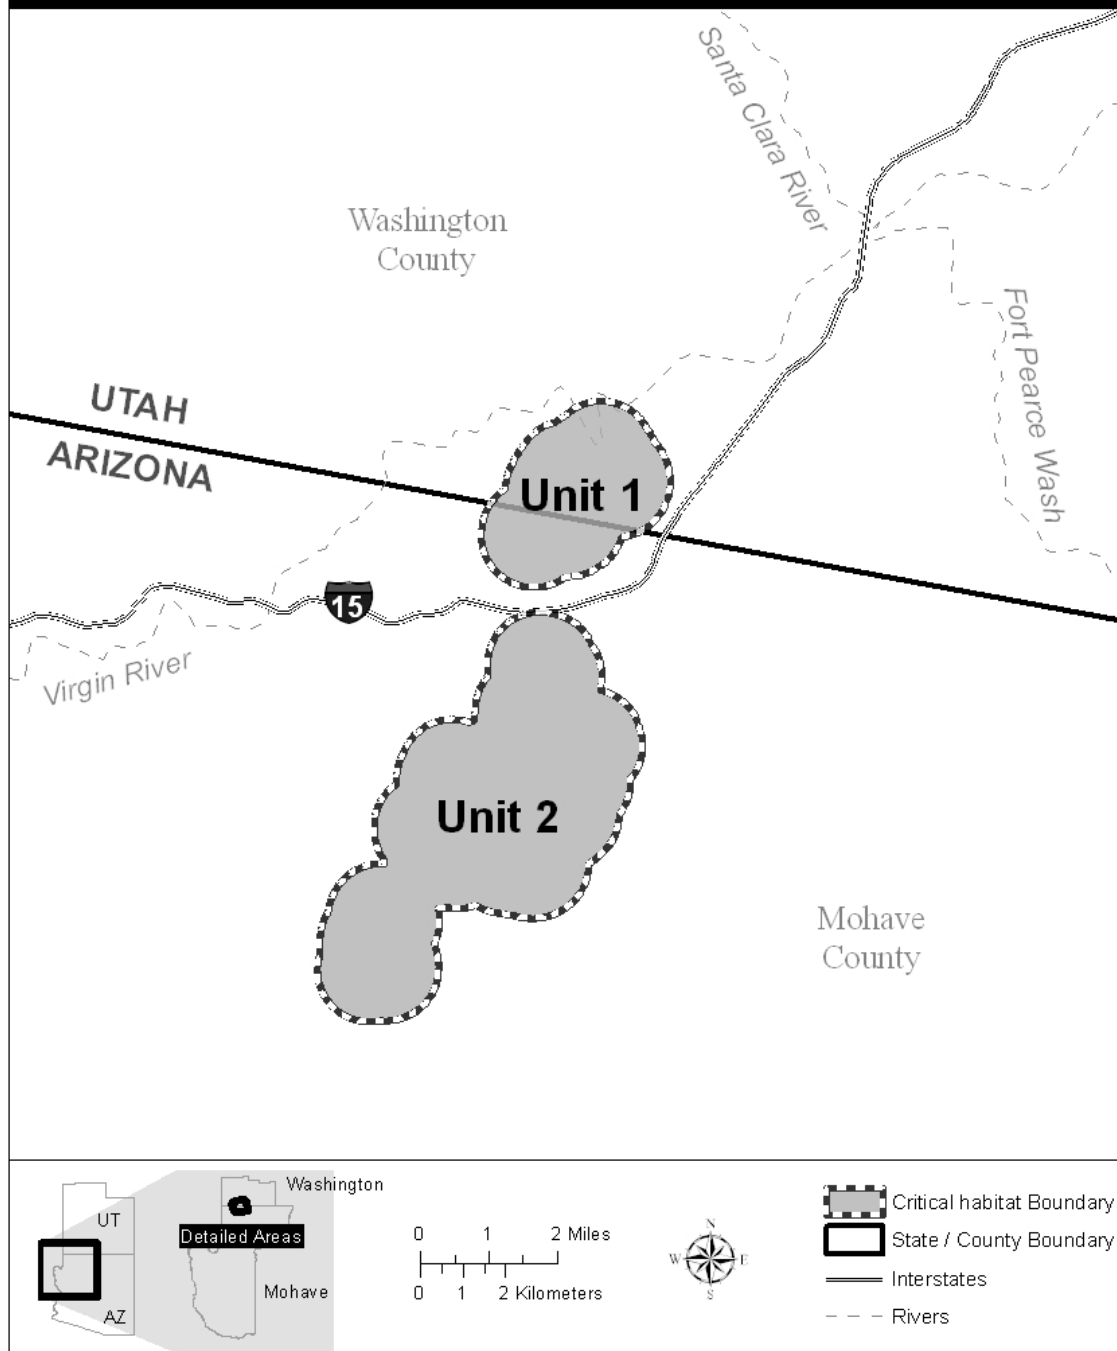 Santa Clara River
Washington
County
Fort Pearce Wash
UTAH
ARIZONA
Unit 1
15
Virgin River
Unit 2
Mohave
County
UT
AZ
Washington
Detailed Areas
Mohave
0 1 2 Miles
0 1 2 Kilometers
N
W E
S
Critical habitat Boundary
State / County Boundary
Interstates
Rivers